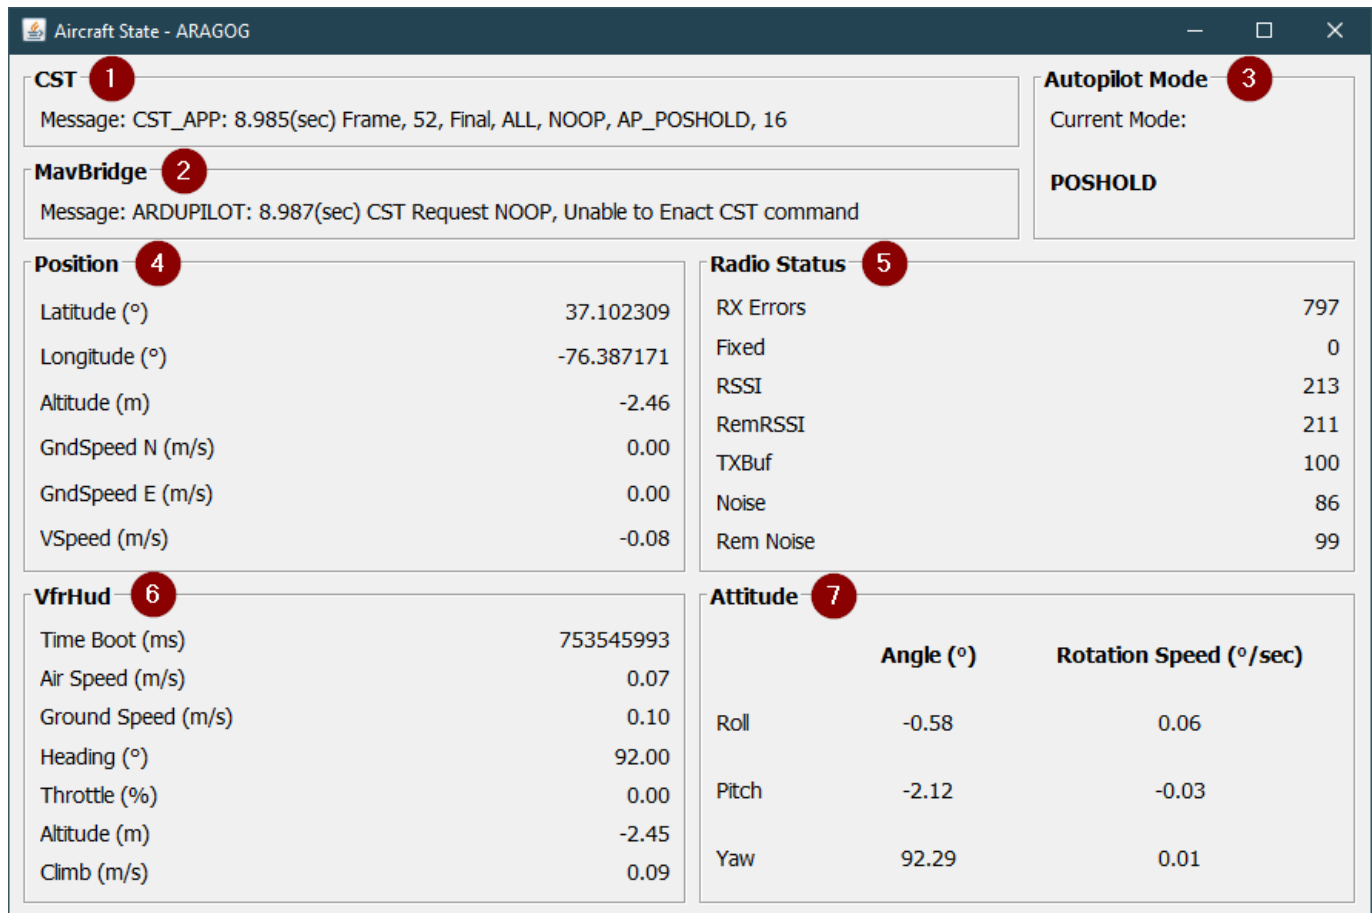 Aircraft State - ARAGOG
CST 1
Message: CST_APP: 8.985(sec) Frame, 52, Final, ALL, NOOP, AP_POSHOLD, 16
MavBridge 2
Message: ARDUPILOT: 8.987(sec) CST Request NOOP, Unable to Enact CST command
Autopilot Mode 3
Current Mode:
POSHOLD
Position 4
Latitude (°) 37.102309
Longitude (°) -76.387171
Altitude (m) -2.46
GndSpeed N (m/s) 0.00
GndSpeed E (m/s) 0.00
VSpeed (m/s) -0.08
Radio Status 5
RX Errors 797
Fixed 0
RSSI 213
RemRSSI 211
TXBuf 100
Noise 86
Rem Noise 99
VfrHud 6
Time Boot (ms) 753545993
Air Speed (m/s) 0.07
Ground Speed (m/s) 0.10
Heading (°) 92.00
Throttle (%) 0.00
Altitude (m) -2.45
Climb (m/s) 0.09
Attitude 7
Angle (°) Rotation Speed (°/sec)
Roll -0.58 0.06
Pitch -2.12 -0.03
Yaw 92.29 0.01